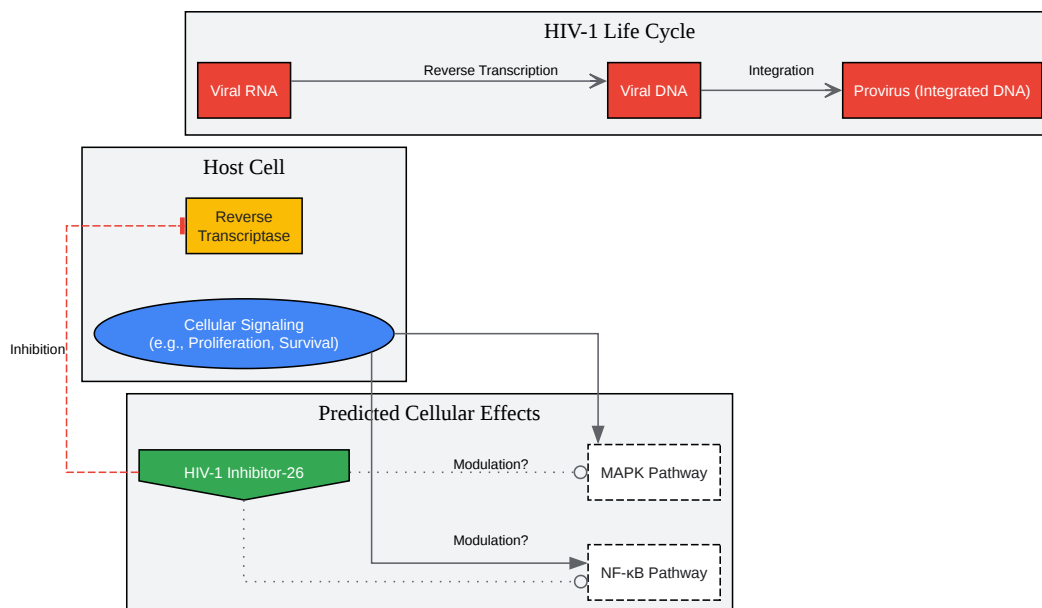 HIV-1 Life Cycle
Viral RNA
Reverse Transcription
Viral DNA
Integration
Provirus (Integrated DNA)
Host Cell
Reverse
Transcriptase
Cellular Signaling
(e.g., Proliferation, Survival)
Inhibition
Predicted Cellular Effects
HIV-1 Inhibitor-26
Modulation?
MAPK Pathway
Modulation?
NF-κB Pathway